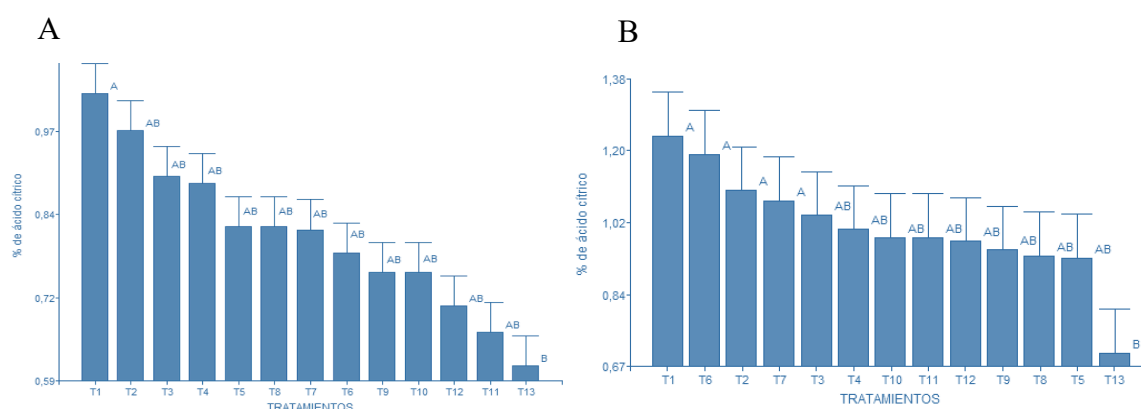 A
% de ácido cítrico
0,97
0,84
0,72
0,59
A
AB
AB
AB
AB
AB
AB
AB
AB
AB
AB
AB
B
T1 T2 T3 T4 T5 T8 T7 T6 T9 T10 T12 T11 T13
TRATAMIENTOS
B
% de ácido cítrico
1,38
1,20
1,02
0,84
0,67
A
A
A
A
AB
AB
AB
AB
AB
AB
AB
AB
B
T1 T6 T2 T7 T3 T4 T10 T11 T12 T9 T8 T5 T13
TRATAMIENTOS